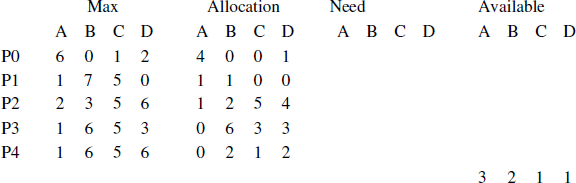 Max Allocation Need Available
A B C D A B C D A B C D A B C D
P0 6 0 1 2 4 0 0 1
P1 1 7 5 0 1 1 0 0
P2 2 3 5 6 1 2 5 4
P3 1 6 5 3 0 6 3 3
P4 1 6 5 6 0 2 1 2
3 2 1 1